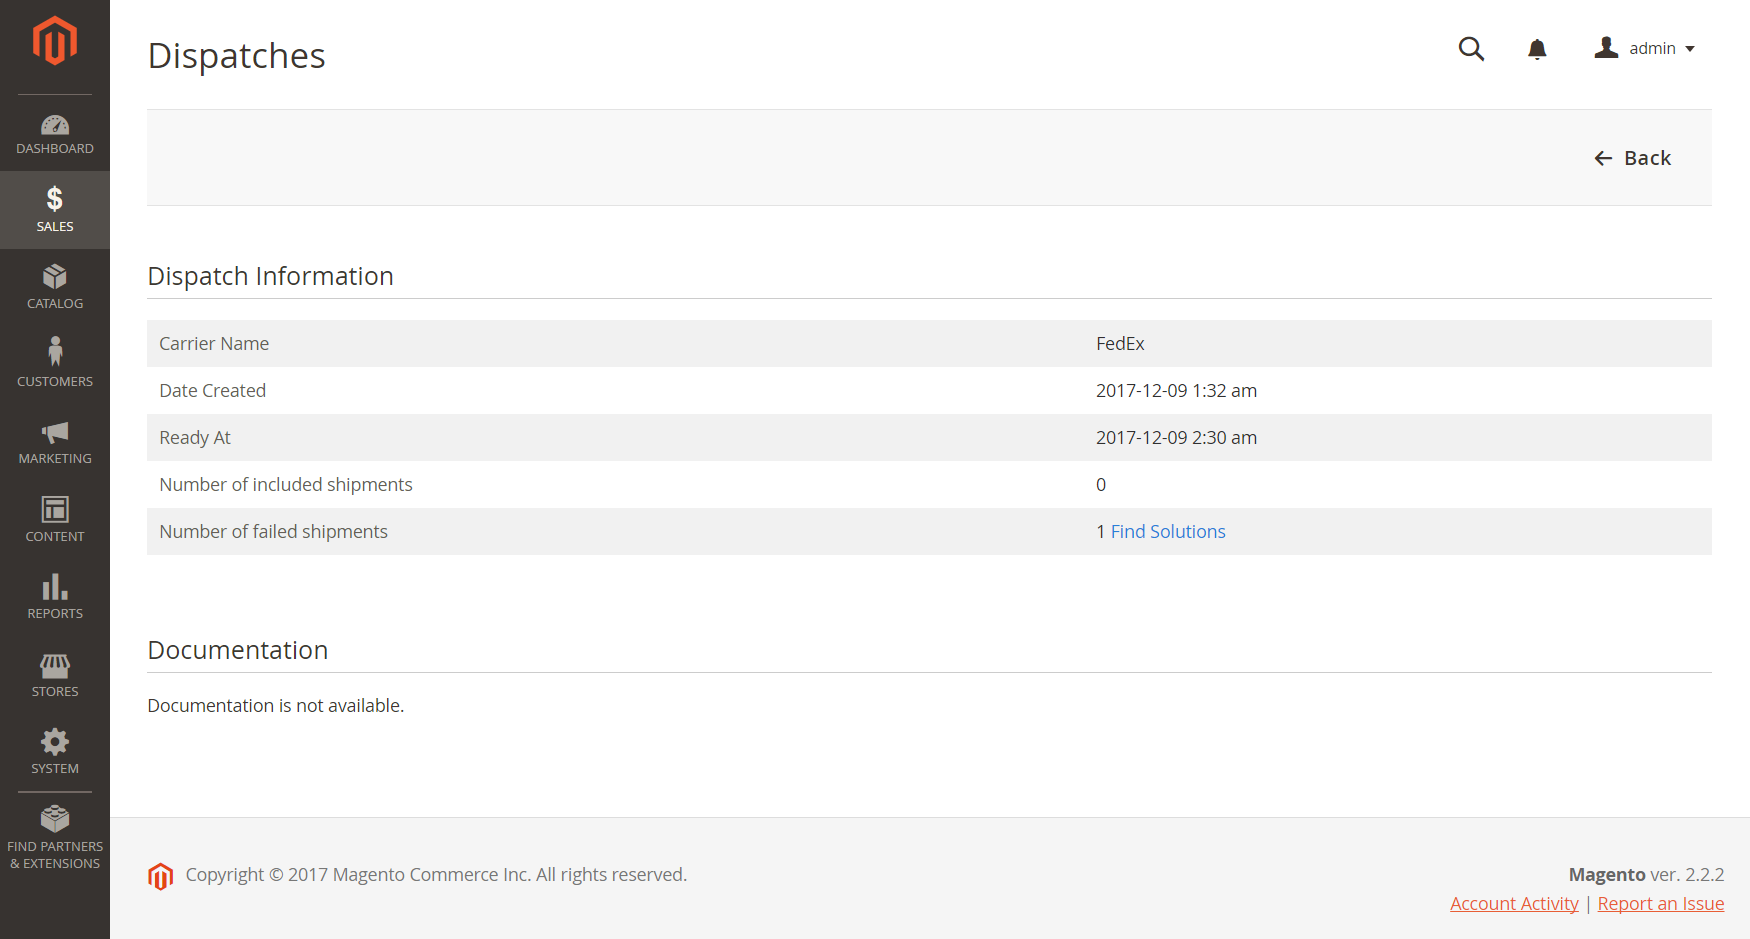 Dispatches
admin
DASHBOARD
SALES
CATALOG
CUSTOMERS
MARKETING
CONTENT
REPORTS
STORES
SYSTEM
FIND PARTNERS
& EXTENSIONS
Back
Dispatch Information
Carrier Name FedEx
Date Created 2017-12-09 1:32 am
Ready At 2017-12-09 2:30 am
Number of included shipments 0
Number of failed shipments 1 Find Solutions
Documentation
Documentation is not available.
Copyright © 2017 Magento Commerce Inc. All rights reserved.
Magento ver. 2.2.2
Account Activity | Report an Issue